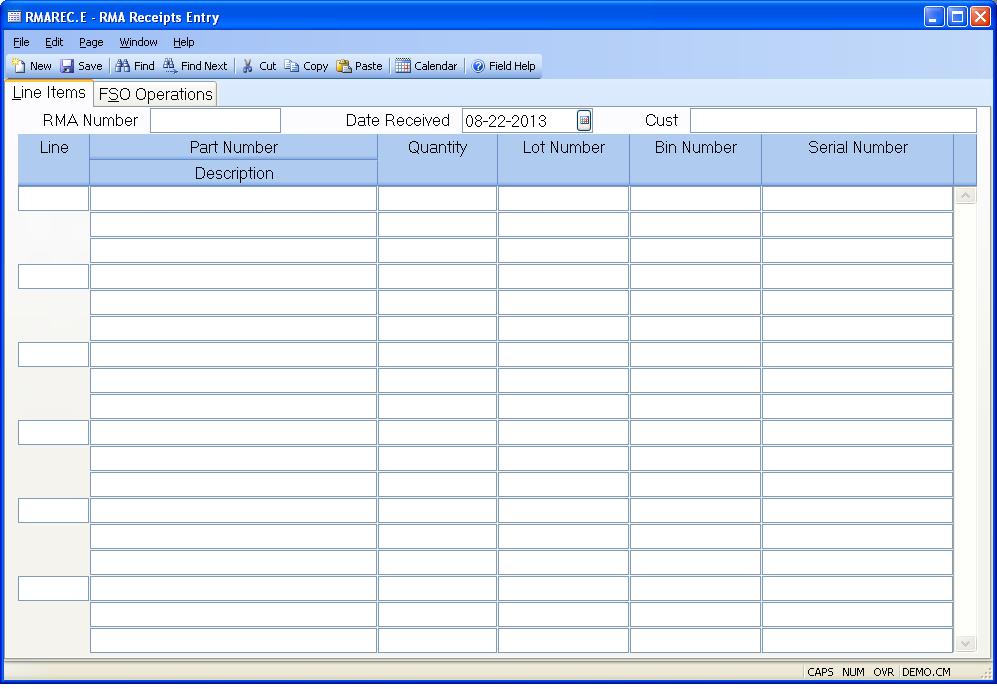 RMAREC.E - RMA Receipts Entry
File Edit Page Window Help
New Save Find Find Next Cut Copy Paste Calendar Field Help
Line Items FSO Operations
RMA Number Date Received 08-22-2013 Cust
Line Part Number Quantity Lot Number Bin Number Serial Number
Description
CAPS NUM OVR DEMO.CM